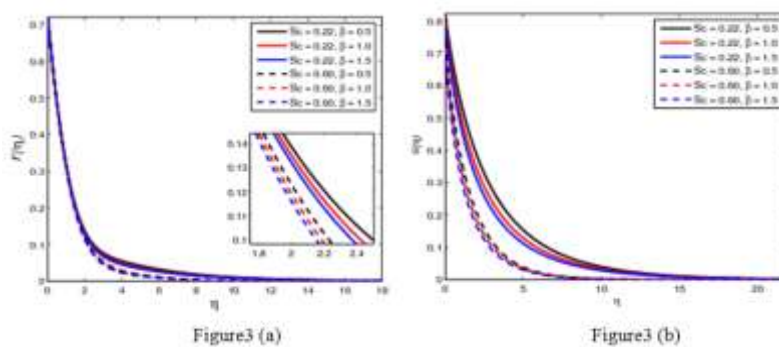 0.7
0.6
0.5
0.4
0.3
0.2
0.1
0
0 2 4 6 8 10 12 14 16 18
η
Sc = 0.22, β = 0.5
Sc = 0.22, β = 1.0
Sc = 0.22, β = 1.5
Sc = 0.60, β = 0.5
Sc = 0.60, β = 1.0
Sc = 0.60, β = 1.5
0.14
0.13
0.12
0.11
0.1
1.8 2 2.2 2.4
Figure3 (a)
0.8
0.7
0.6
0.5
0.4
0.3
0.2
0.1
0
0 5 10 15 20
η
Sc = 0.22, β = 0.5
Sc = 0.22, β = 1.0
Sc = 0.22, β = 1.5
Sc = 0.60, β = 0.5
Sc = 0.60, β = 1.0
Sc = 0.60, β = 1.5
Figure3 (b)